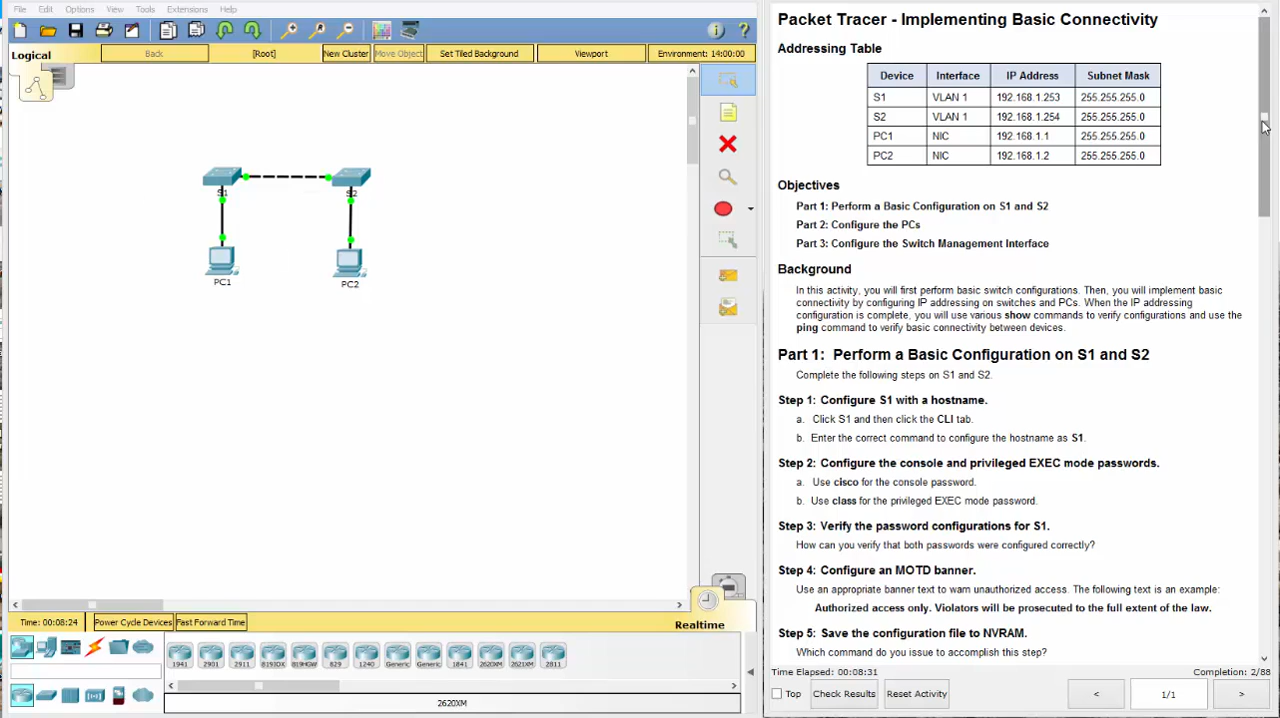 File Edit Options View Tools Extensions Help
Logical Back [Root] New Cluster Move Object Set Tiled Background Viewport Environment: 14:00:00
S1 S2
PC1 PC2
Time: 00:08:24 Power Cycle Devices Fast Forward Time Realtime
1941 2901 2911 819IOX 819HGW 829 1240 Generic Generic 1841 2620XM 2621XM 2811
2620XM
Packet Tracer - Implementing Basic Connectivity
Addressing Table
Device Interface IP Address Subnet Mask
S1 VLAN 1 192.168.1.253 255.255.255.0
S2 VLAN 1 192.168.1.254 255.255.255.0
PC1 NIC 192.168.1.1 255.255.255.0
PC2 NIC 192.168.1.2 255.255.255.0
Objectives
Part 1: Perform a Basic Configuration on S1 and S2
Part 2: Configure the PCs
Part 3: Configure the Switch Management Interface
Background
In this activity, you will first perform basic switch configurations. Then, you will implement basic
connectivity by configuring IP addressing on switches and PCs. When the IP addressing
configuration is complete, you will use various show commands to verify configurations and use the
ping command to verify basic connectivity between devices.
Part 1: Perform a Basic Configuration on S1 and S2
Complete the following steps on S1 and S2.
Step 1: Configure S1 with a hostname.
a. Click S1 and then click the CLI tab.
b. Enter the correct command to configure the hostname as S1.
Step 2: Configure the console and privileged EXEC mode passwords.
a. Use cisco for the console password.
b. Use class for the privileged EXEC mode password.
Step 3: Verify the password configurations for S1.
How can you verify that both passwords were configured correctly?
Step 4: Configure an MOTD banner.
Use an appropriate banner text to warn unauthorized access. The following text is an example:
Authorized access only. Violators will be prosecuted to the full extent of the law.
Step 5: Save the configuration file to NVRAM.
Which command do you issue to accomplish this step?
Time Elapsed: 00:08:31 Completion: 2/88
Top Check Results Reset Activity < 1/1 >